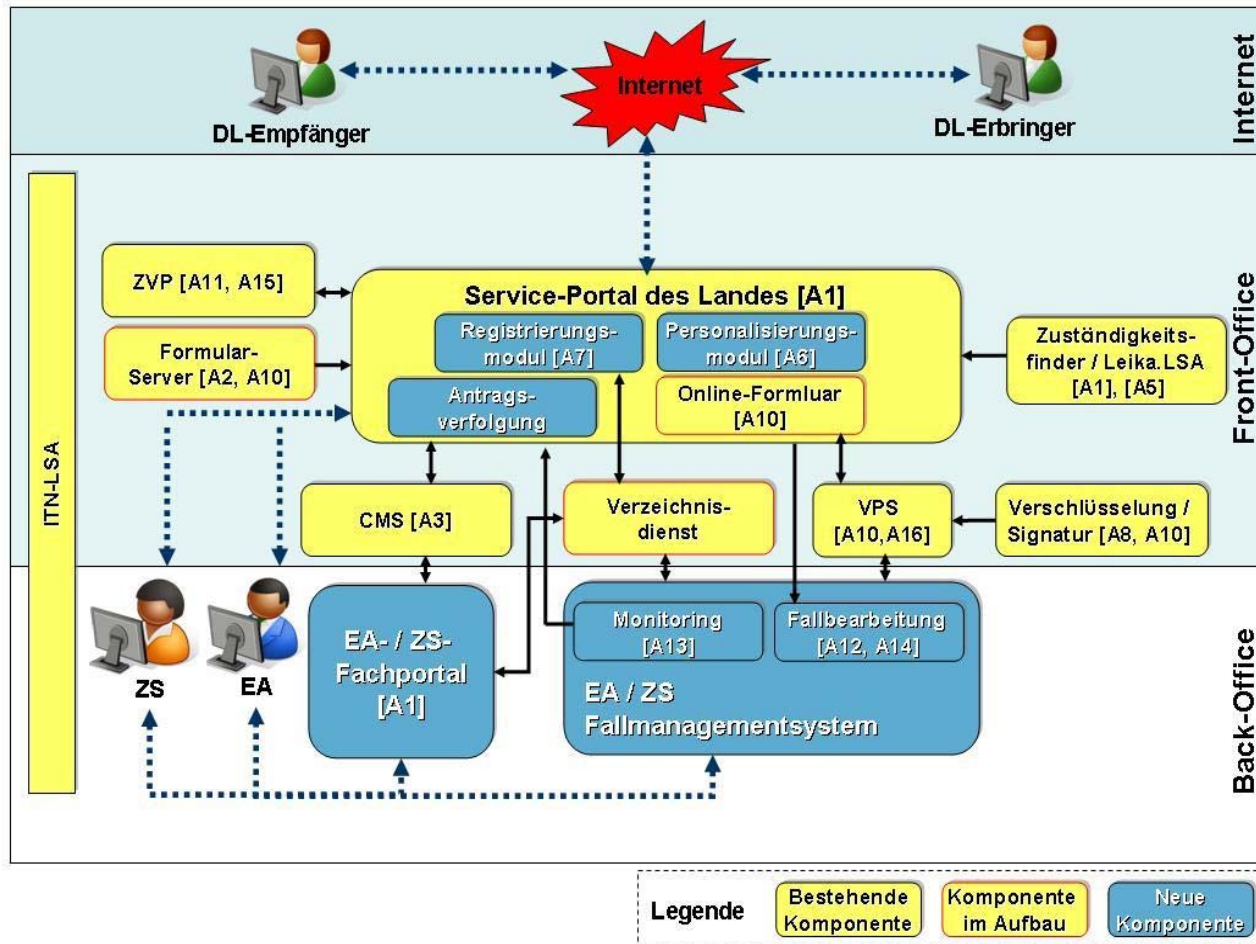 Internet
DL-Empfänger
DL-Erbringer
Internet
ITN-LSA
ZVP [A11, A15]
Formular-
Server [A2, A10]
Service-Portal des Landes [A1]
Registrierungs-
modul [A7]
Personalisierungs-
modul [A6]
Antrags-
verfolgung
Online-Formluar
[A10]
Zuständigkeits-
finder / Leika.LSA
[A1], [A5]
Front-Office
CMS [A3]
Verzeichnis-
dienst
VPS
[A10,A16]
Verschlüsselung /
Signatur [A8, A10]
ZS
EA
EA- / ZS-
Fachportal
[A1]
Monitoring
[A13]
Fallbearbeitung
[A12, A14]
EA / ZS
Fallmanagementsystem
Back-Office
Legende
Bestehende
Komponente
Komponente
im Aufbau
Neue
Komponente